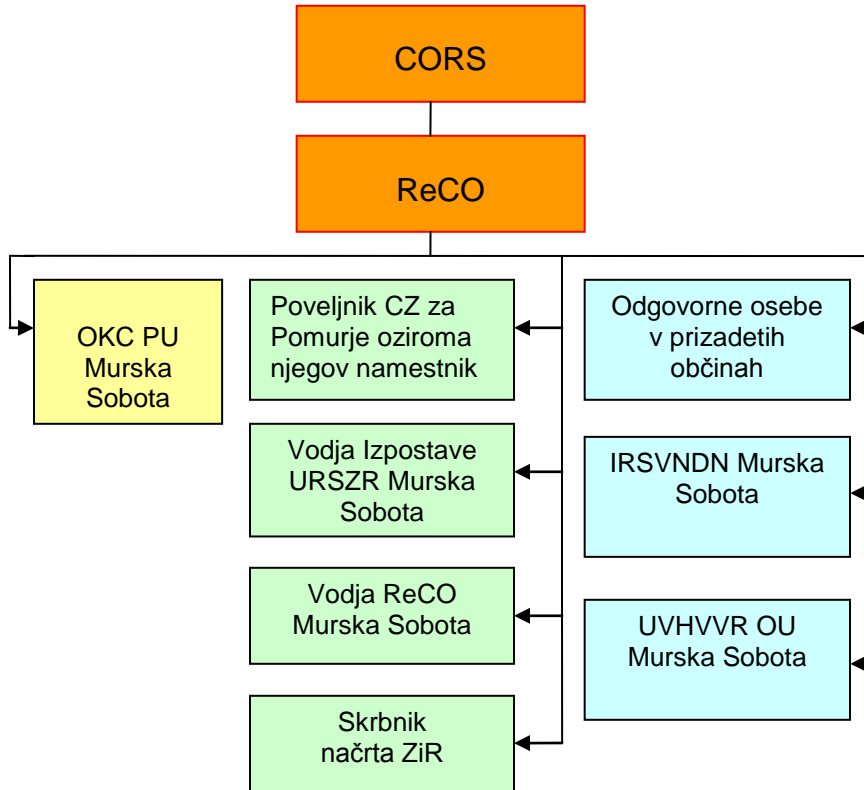 CORS
ReCO
OKC PU
Murska
Sobota
Poveljnik CZ za
Pomurje oziroma
njegov namestnik
Odgovorne osebe
v prizadetih
občinah
Vodja Izpostave
URSZR Murska
Sobota
IRSVNDN Murska
Sobota
Vodja ReCO
Murska Sobota
UVHVVR OU
Murska Sobota
Skrbnik
načrta ZiR